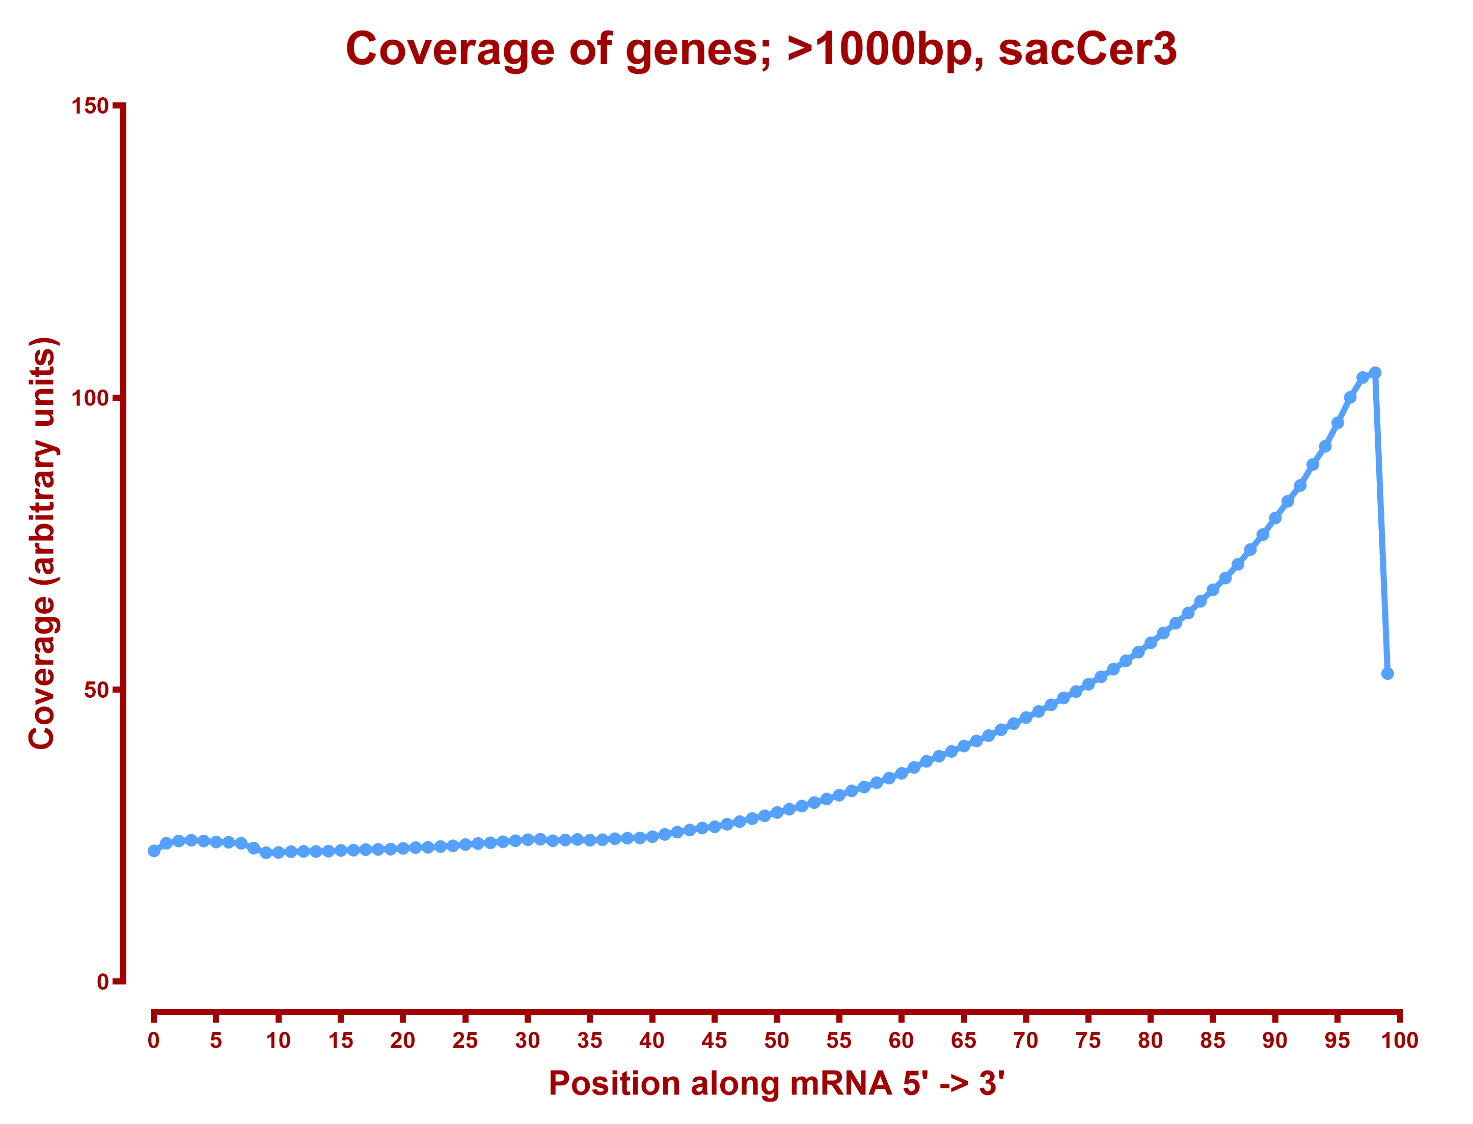 Coverage of genes; >1000bp, sacCer3
150
100
50
0
Coverage (arbitrary units)
0 5 10 15 20 25 30 35 40 45 50 55 60 65 70 75 80 85 90 95 100
Position along mRNA 5' -> 3'